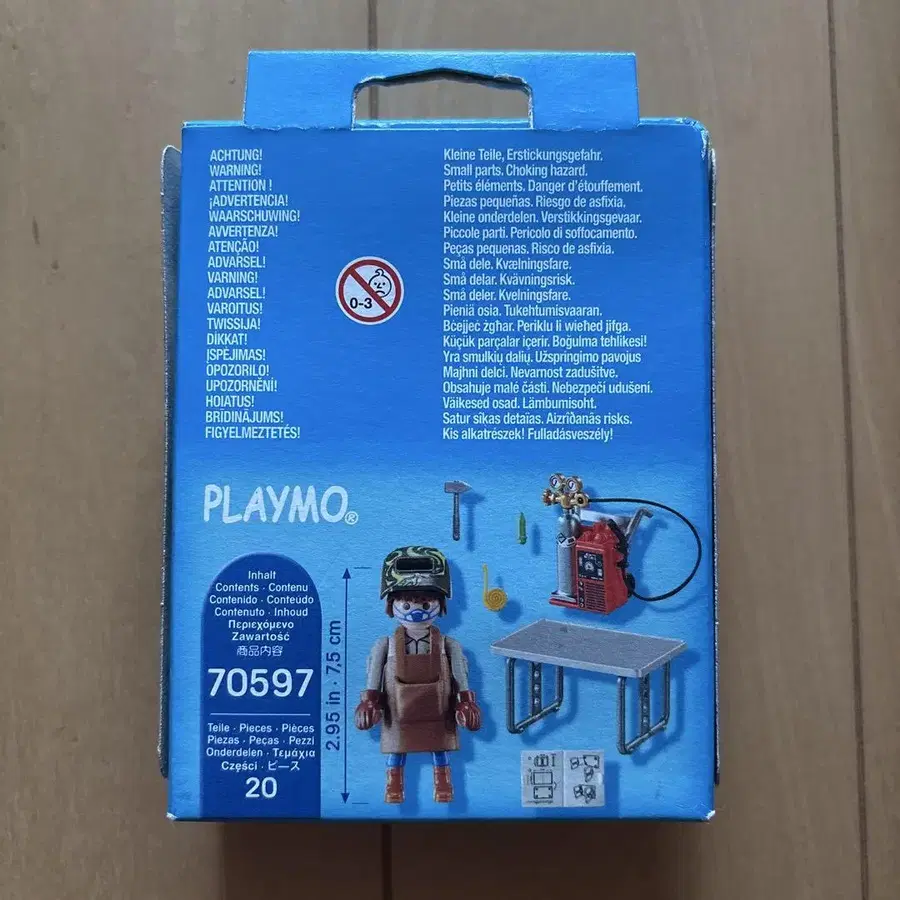 ACHTUNG! Kleine Teile, Erstickungsgefahr.
WARNING! Small parts. Choking hazard.
ATTENTION ! Petits éléments. Danger d'étouffement.
¡ADVERTENCIA! Piezas pequeñas. Riesgo de asfixia.
WAARSCHUWING! Kleine onderdelen. Verstikkingsgevaar.
AVVERTENZA! Piccole parti. Pericolo di soffocamento.
ATENÇÃO! Peças pequenas. Risco de asfixia.
ADVARSEL! Små dele. Kvælningsfare.
VARNING! Små delar. Kvävningsrisk.
ADVARSEL! Små deler. Kvelningsfare.
VAROITUS! Pieniä osia. Tukehtumisvaaran.
TWISSIJA! Bċejjeċ żgħar. Periklu li wieħed jifga.
DIKKAT! Küçük parçalar içerir. Boğulma tehlikesi!
ĮSPĖJIMAS! Yra smulkių dalių. Užspringimo pavojus
OPOZORILO! Majhni delci. Nevarnost zadušitve.
UPOZORNĚNÍ! Obsahuje malé části. Nebezpečí udušení.
HOIATUS! Väikesed osad. Lämbumisoht.
BRĪDINĀJUMS! Satur sīkas detaļas. Aizrīšanās risks.
FIGYELMEZTETÉS! Kis alkatrészek! Fulladásveszély!
0-3
PLAYMO®
Inhalt
Contents · Contenu
Contenido · Conteúdo
Contenuto · Inhoud
Περιεχόμενο
Zawartość
商品内容
70597
Teile · Pieces · Pièces
Piezas · Peças · Pezzi
Onderdelen · Τεμάχια
Części · ピース
20
2.95 in · 7,5 cm